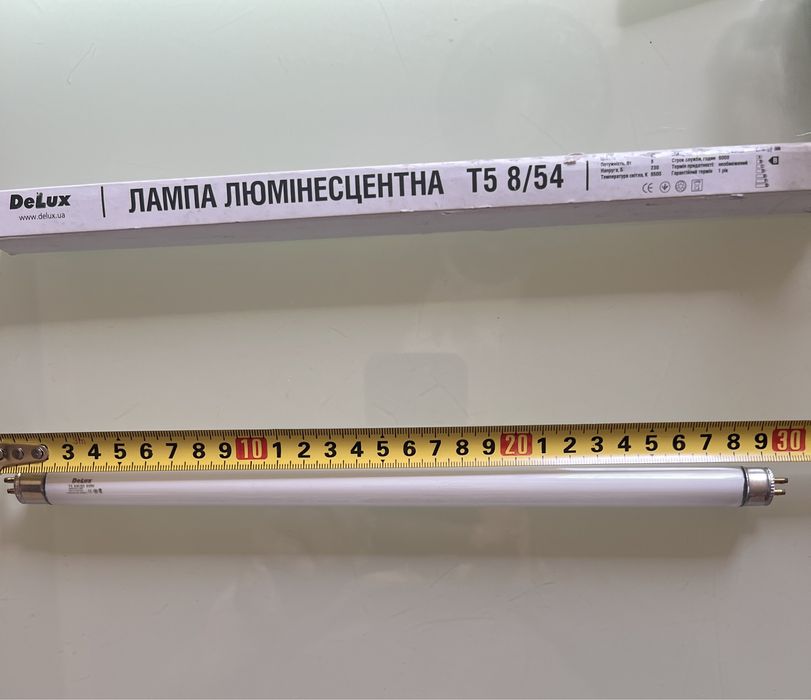 DeLux
www.delux.ua
ЛАМПА ЛЮМІНЕСЦЕНТНА T5 8/54
Потужність, Вт 8
Напруга, В 230
Температура світла, К 6500
Строк служби, годин 6000
Термін придатності необмежений
Гарантійний термін 1 рік
CE
B
3 4 5 6 7 8 9 10 1 2 3 4 5 6 7 8 9 20 1 2 3 4 5 6 7 8 9 30
DeLux